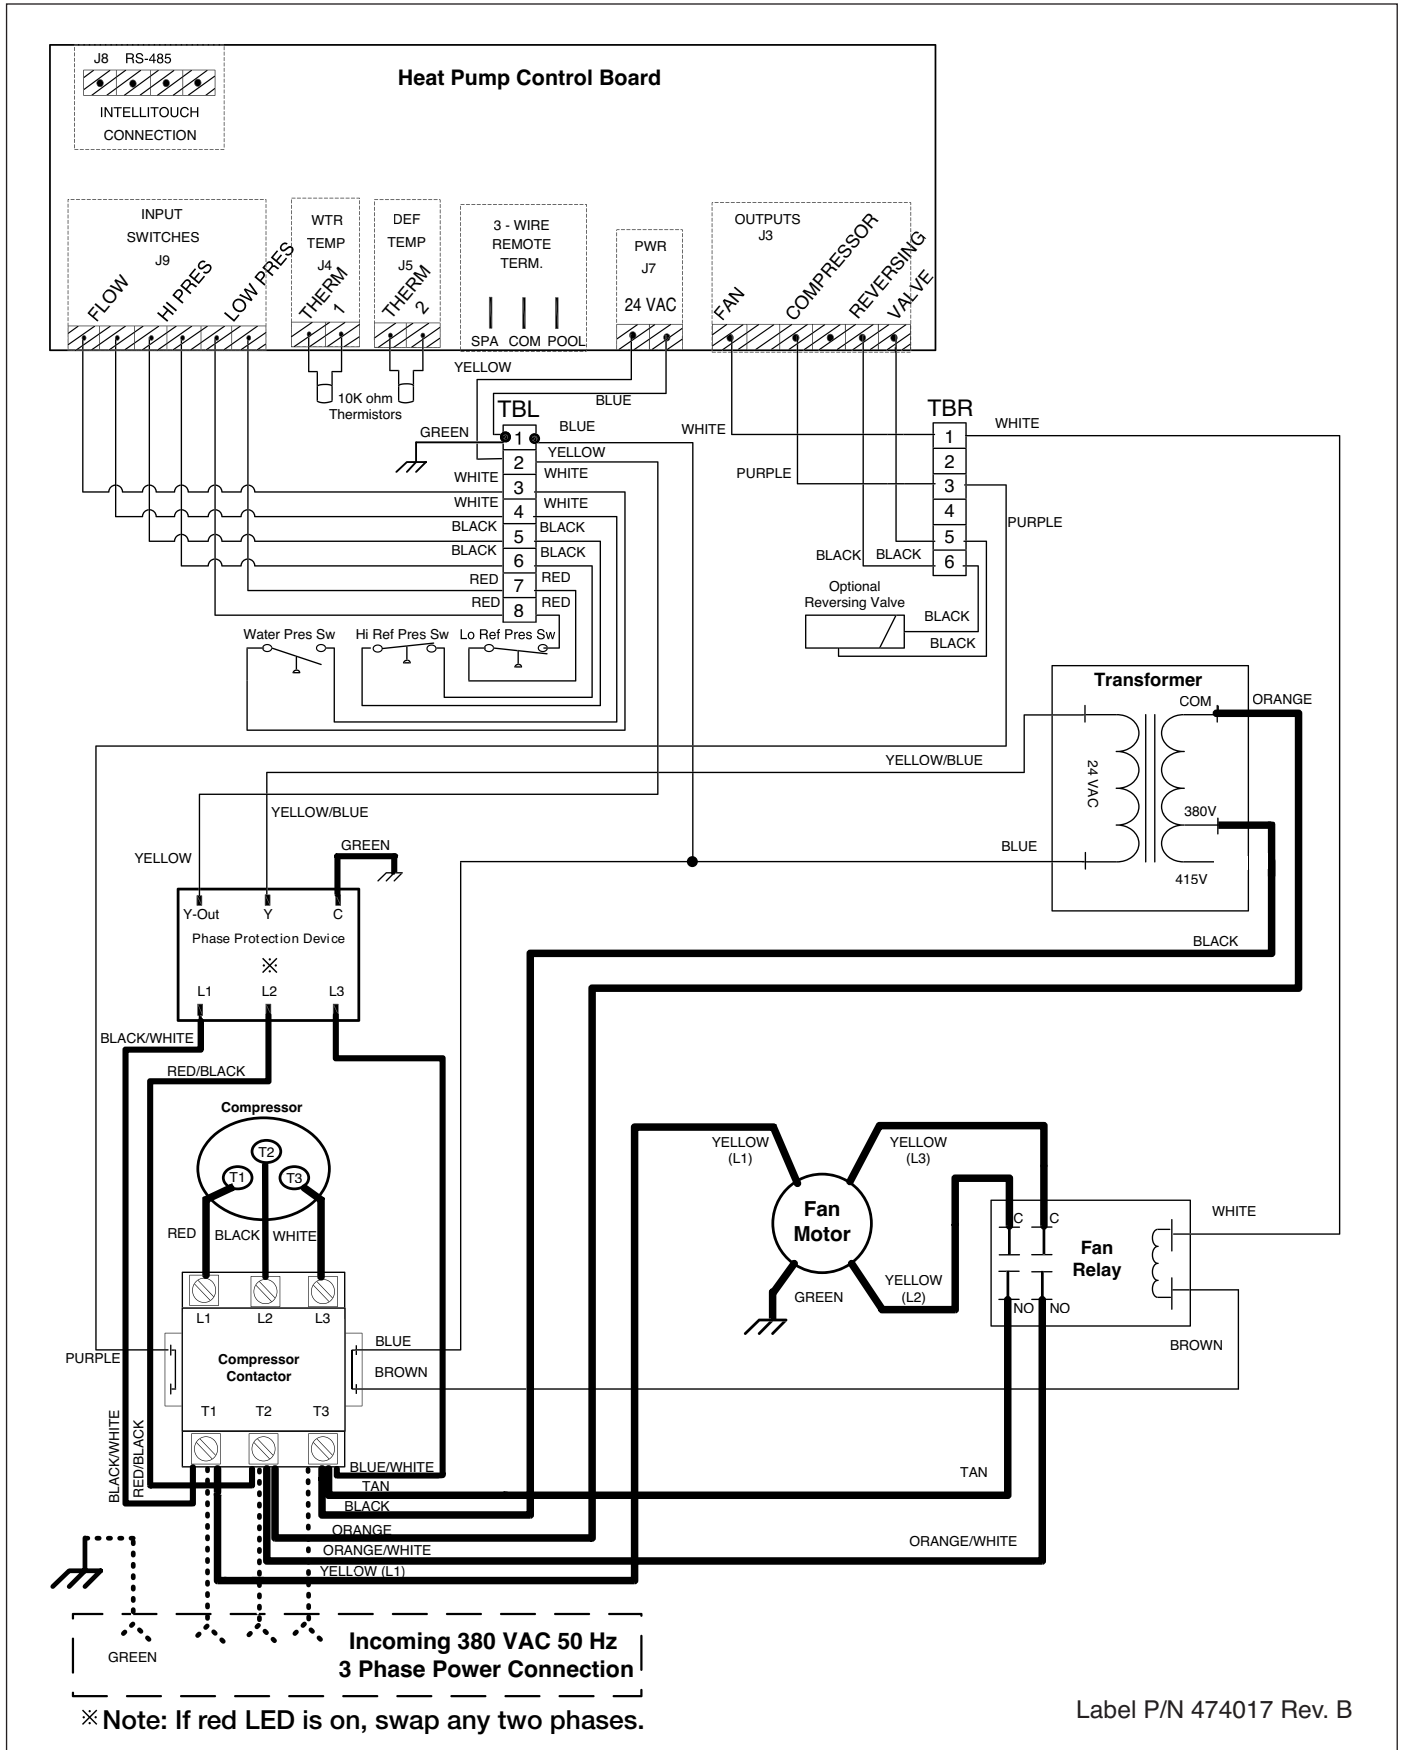 J8 RS-485
INTELLITOUCH
CONNECTION
Heat Pump Control Board
INPUT
SWITCHES
J9
FLOW
HI PRES
LOW PRES
WTR
TEMP
J4
THERM
1
DEF
TEMP
J5
THERM
2
3 - WIRE
REMOTE
TERM.
SPA COM POOL
PWR
J7
24 VAC
OUTPUTS
J3
FAN
COMPRESSOR
REVERSING
VALVE
10K ohm
Thermistors
YELLOW
BLUE
TBL
GREEN
BLUE
YELLOW
WHITE
WHITE
WHITE
WHITE
BLACK
BLACK
BLACK
BLACK
RED
RED
RED
RED
1
2
3
4
5
6
7
8
TBR
WHITE
WHITE
PURPLE
PURPLE
1
2
3
4
5
6
BLACK BLACK
Optional
Reversing Valve
BLACK
BLACK
Water Pres Sw
Hi Ref Pres Sw
Lo Ref Pres Sw
Transformer
COM
ORANGE
24 VAC
380V
415V
YELLOW/BLUE
YELLOW/BLUE
BLUE
BLACK
YELLOW
GREEN
Y-Out Y C
Phase Protection Device
※
L1 L2 L3
BLACK/WHITE
RED/BLACK
Compressor
T1
T2
T3
RED BLACK WHITE
L1 L2 L3
Compressor
Contactor
T1 T2 T3
PURPLE
BLUE
BROWN
BLACK/WHITE
RED/BLACK
BLUE/WHITE
TAN
BLACK
ORANGE
ORANGE/WHITE
YELLOW (L1)
YELLOW
(L1)
YELLOW
(L3)
Fan
Motor
YELLOW
(L2)
GREEN
C C
Fan
Relay
NO NO
WHITE
BROWN
TAN
ORANGE/WHITE
GREEN
Incoming 380 VAC 50 Hz
3 Phase Power Connection
※ Note: If red LED is on, swap any two phases.
Label P/N 474017 Rev. B